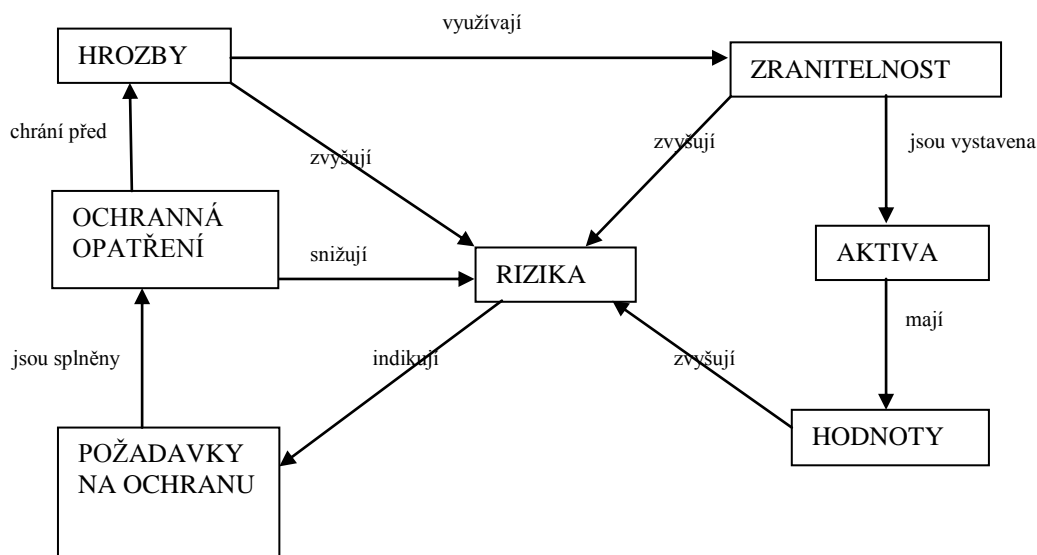 využívají
HROZBY
ZRANITELNOST
chrání před
zvyšují
zvyšují
jsou vystavena
OCHRANNÁ
OPATŘENÍ
snižují
RIZIKA
AKTIVA
jsou splněny
indikují
zvyšují
mají
POŽADAVKY
NA OCHRANU
HODNOTY